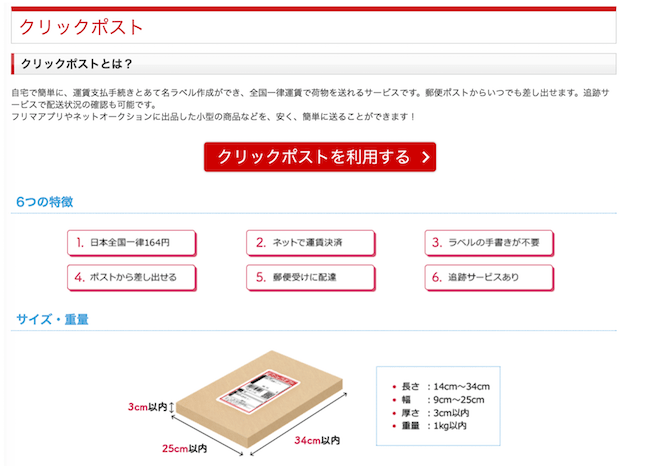 クリックポスト
クリックポストとは？
自宅で簡単に、運賃支払手続きとあて名ラベル作成ができ、全国一律運賃で荷物を送れるサービスです。郵便ポストからいつでも差し出せます。追跡サ
ービスで配送状況の確認も可能です。
フリマアプリやネットオークションに出品した小型の商品などを、安く、簡単に送ることができます！
クリックポストを利用する
6つの特徴
1. 日本全国一律164円
2. ネットで運賃決済
3. ラベルの手書きが不要
4. ポストから差し出せる
5. 郵便受けに配達
6. 追跡サービスあり
サイズ・重量
3cm以内
25cm以内
34cm以内
• 長さ ：14cm～34cm
• 幅 ：9cm～25cm
• 厚さ ：3cm以内
• 重量 ：1kg以内